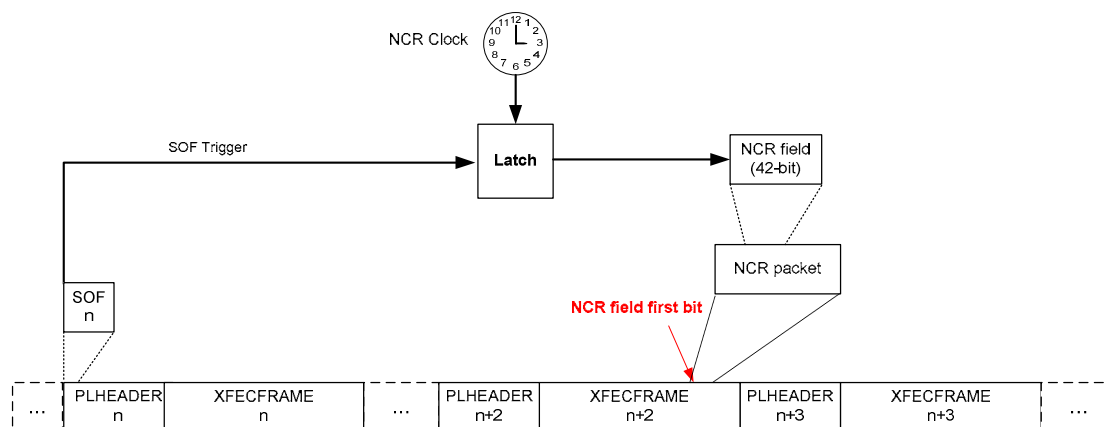 NCR Clock
12
11 1
10 2
9 3
8 4
7 5
6
SOF Trigger
Latch
NCR field
(42-bit)
NCR packet
SOF
n
NCR field first bit
... PLHEADER XFECFRAME ... PLHEADER XFECFRAME PLHEADER XFECFRAME ...
n n n+2 n+2 n+3 n+3